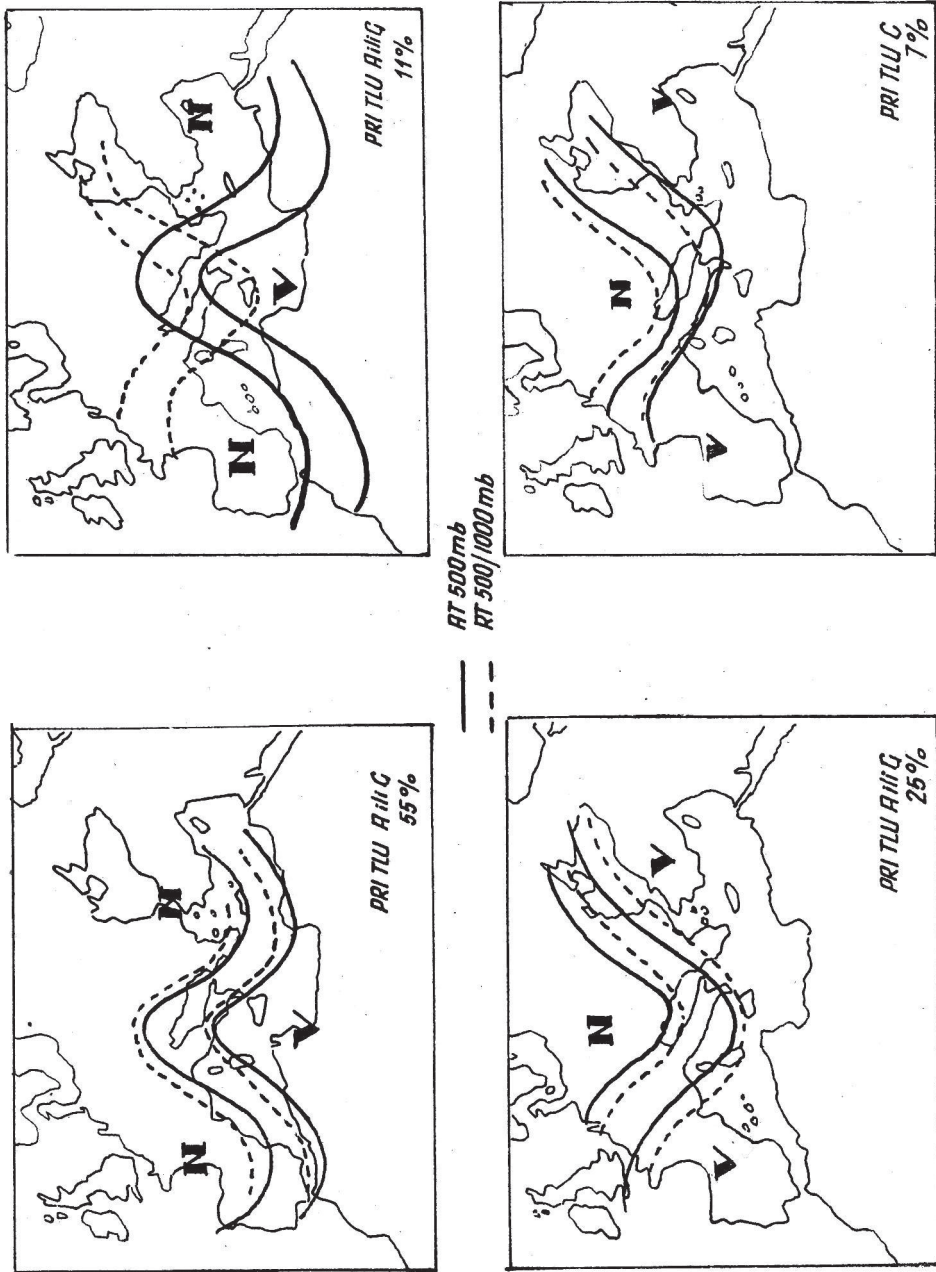 N
N
V
PRI TLU A ili G
55%
N
N
V
PRI TLU A ili G
11%
AT 500mb
RT 500/1000mb
N
V
V
PRI TLU A ili G
25%
N
V
V
PRI TLU C
7%